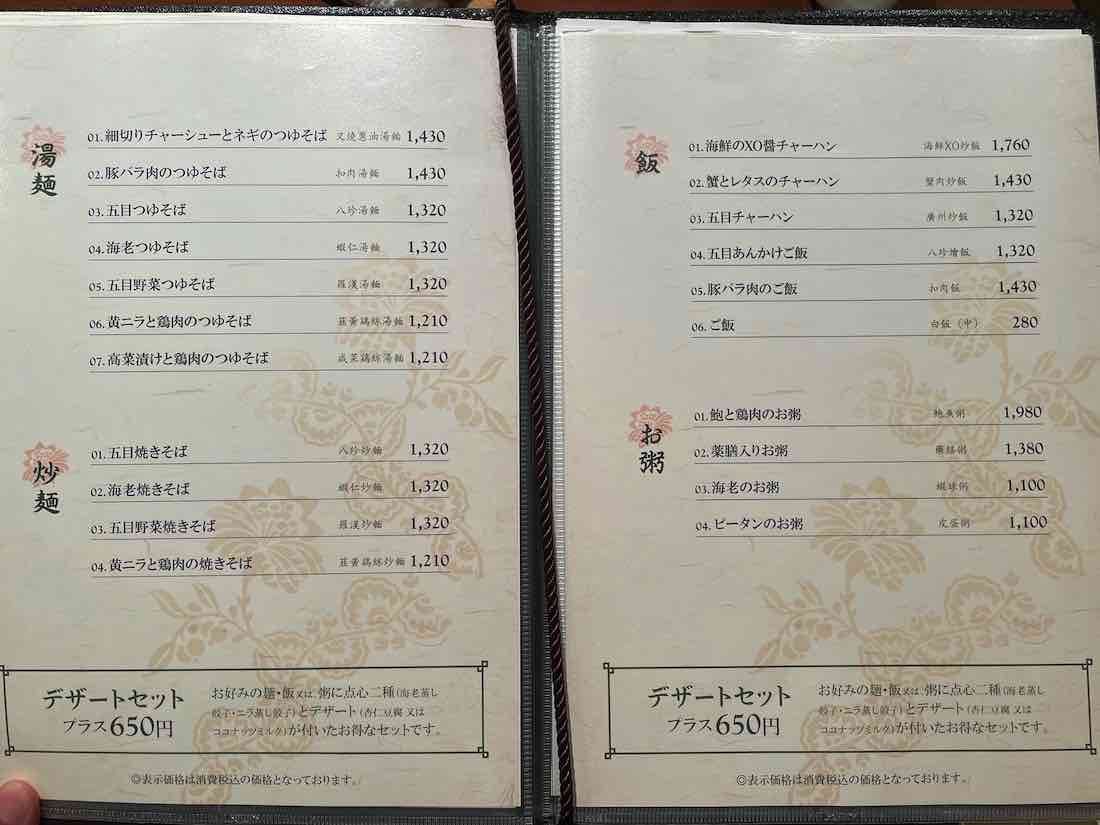 湯麺
01.細切りチャーシューとネギのつゆそば 叉焼葱油湯麺 1,430
02.豚バラ肉のつゆそば 扣肉湯麺 1,430
03.五目つゆそば 八珍湯麺 1,320
04.海老つゆそば 蝦仁湯麺 1,320
05.五目野菜つゆそば 羅漢湯麺 1,320
06.黄ニラと鶏肉のつゆそば 韮黄鶏絲湯麺 1,210
07.高菜漬けと鶏肉のつゆそば 咸菜鶏絲湯麺 1,210
炒麺
01.五目焼きそば 八珍炒麺 1,320
02.海老焼きそば 蝦仁炒麺 1,320
03.五目野菜焼きそば 羅漢炒麺 1,320
04.黄ニラと鶏肉の焼きそば 韮黄鶏絲炒麺 1,210
デザートセット
プラス650円
お好みの麺・飯又は、粥に点心二種(海老蒸し
餃子・ニラ蒸し餃子)とデザート(杏仁豆腐 又は
ココナッツミルク)が付いたお得なセットです。
◎表示価格は消費税込の価格となっております。
飯
01.海鮮のXO醤チャーハン 海鮮XO炒飯 1,760
02.蟹とレタスのチャーハン 蟹肉炒飯 1,430
03.五目チャーハン 廣州炒飯 1,320
04.五目あんかけご飯 八珍燴飯 1,320
05.豚バラ肉のご飯 扣肉飯 1,430
06.ご飯 白飯(中) 280
お粥
01.鮑と鶏肉のお粥 鮑魚粥 1,980
02.薬膳入りお粥 藥膳粥 1,380
03.海老のお粥 蝦球粥 1,100
04.ピータンのお粥 皮蛋粥 1,100
デザートセット
プラス650円
お好みの麺・飯又は、粥に点心二種(海老蒸し
餃子・ニラ蒸し餃子)とデザート(杏仁豆腐 又は
ココナッツミルク)が付いたお得なセットです。
◎表示価格は消費税込の価格となっております。